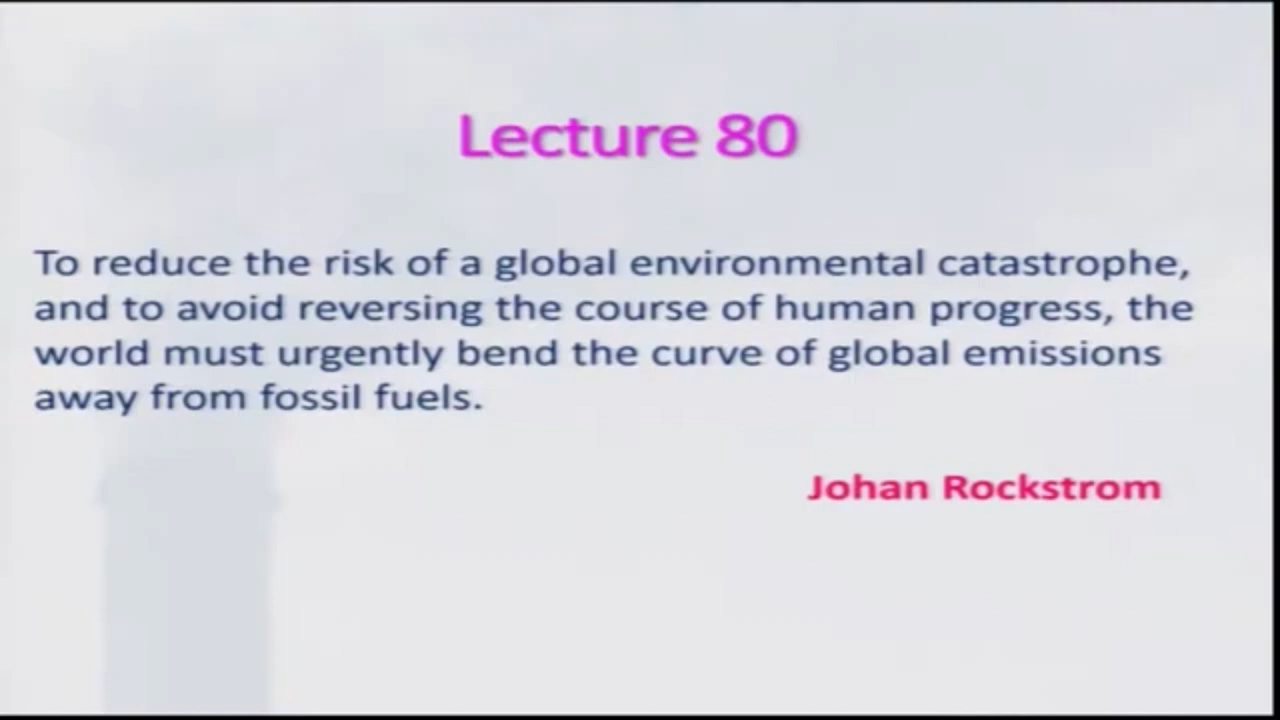 Lecture 80
To reduce the risk of a global environmental catastrophe,
and to avoid reversing the course of human progress, the
world must urgently bend the curve of global emissions
away from fossil fuels.
Johan Rockstrom